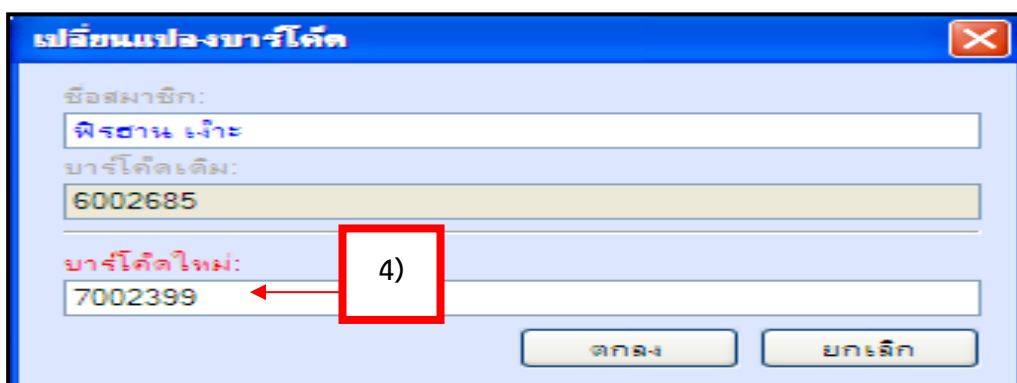 เปลี่ยนแปลงบาร์โค๊ด
ชื่อสมาชิก:
ฟิรฮาน เง๊าะ
บาร์โค๊ดเดิม:
6002685
บาร์โค๊ดใหม่:
4)
7002399
ตกลง ยกเลิก